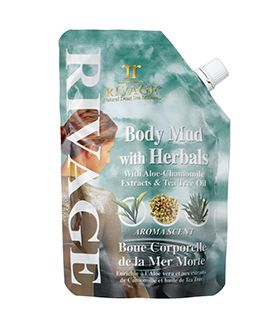 RIVAGE
Natural Dead Sea
RIVAGE
Body Mud
with Herbals
With Aloe-Chamomile
Extracts & Tea Tree Oil
AROMA SCENT
Boue Corporelle
de la Mer Morte
Enrichie à l'Aloe vera et aux extraits
de Camomille et huile de Tea Tree